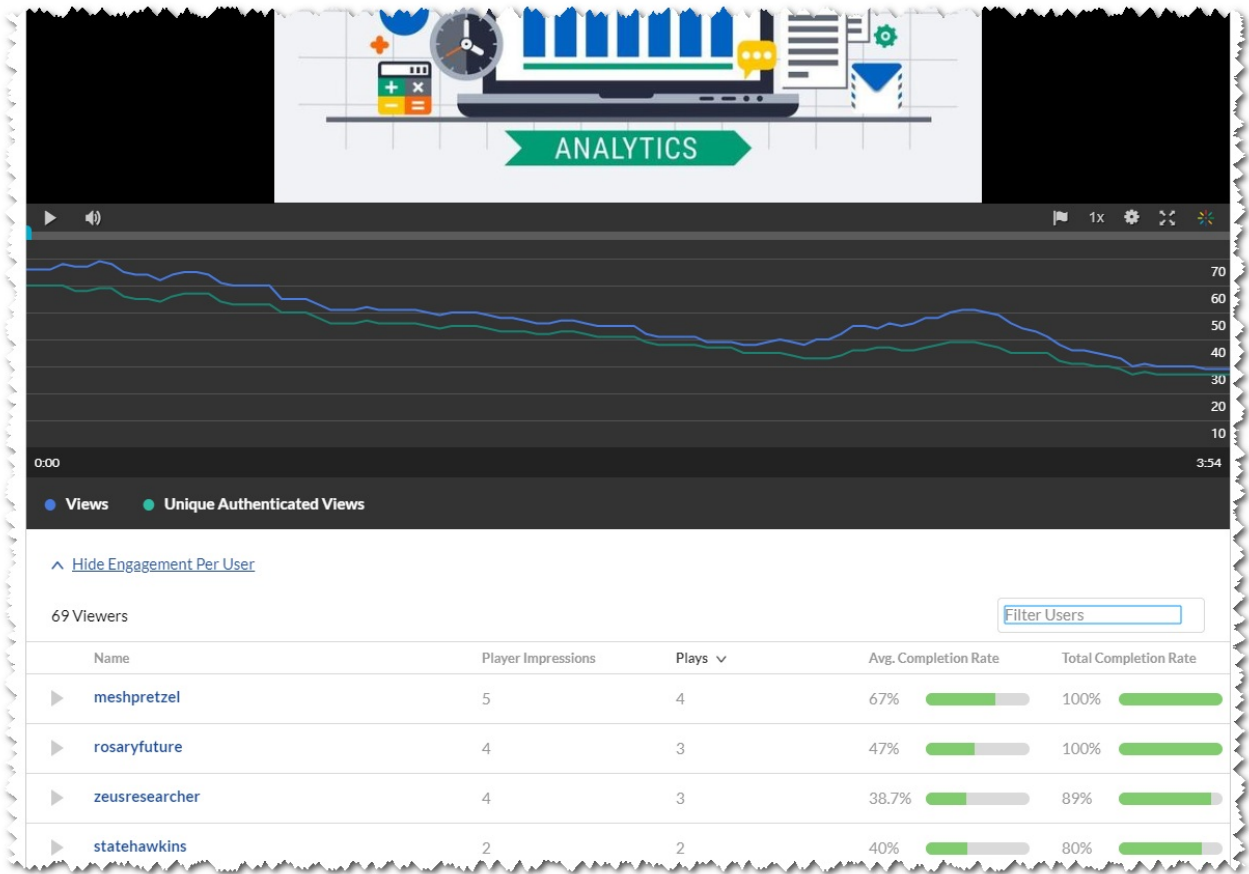 ANALYTICS
1x
70
60
50
40
30
20
10
0:00 3:54
Views Unique Authenticated Views
Hide Engagement Per User
69 Viewers Filter Users
Name Player Impressions Plays Avg. Completion Rate Total Completion Rate
meshpretzel 5 4 67% 100%
rosaryfuture 4 3 47% 100%
zeusresearcher 4 3 38.7% 89%
statehawkins 2 2 40% 80%